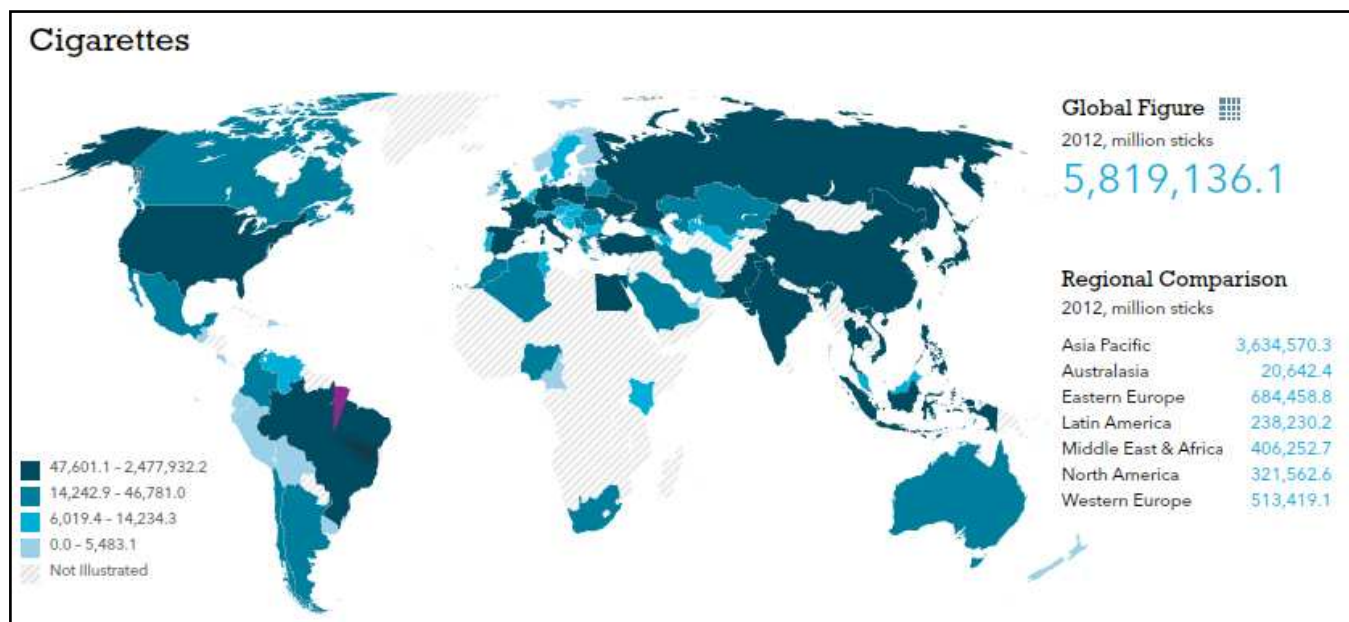 Cigarettes
Global Figure
2012, million sticks
5,819,136.1
Regional Comparison
2012, million sticks
Asia Pacific 3,634,570.3
Australasia 20,642.4
Eastern Europe 684,458.8
Latin America 238,230.2
Middle East & Africa 406,252.7
North America 321,562.6
Western Europe 513,419.1
47,601.1 - 2,477,932.2
14,242.9 - 46,781.0
6,019.4 - 14,234.3
0.0 - 5,483.1
Not Illustrated